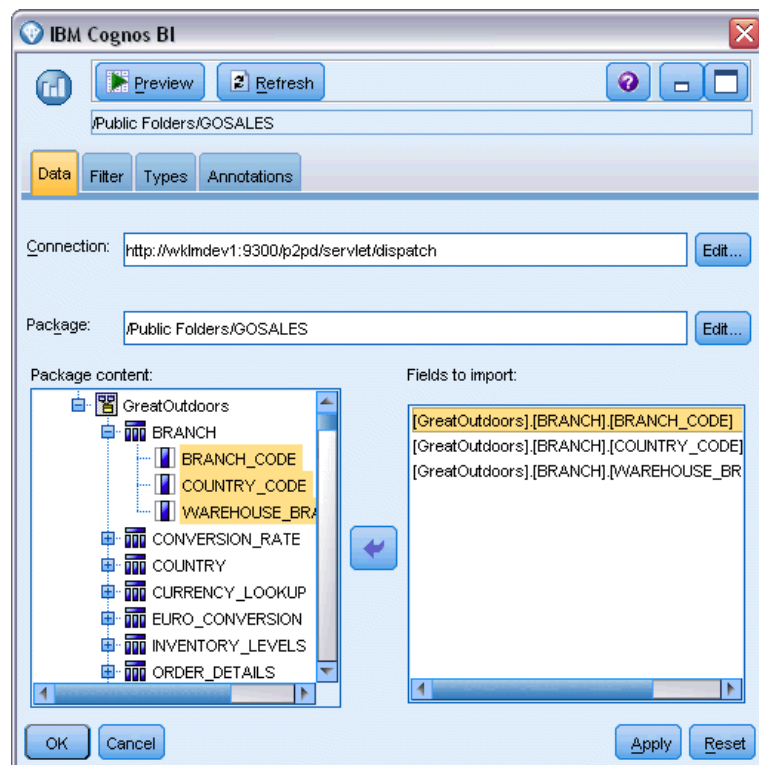 IBM Cognos BI
Preview
Refresh
/Public Folders/GOSALES
Data
Filter
Types
Annotations
Connection:
http://wklmdev1:9300/p2pd/servlet/dispatch
Edit...
Package:
/Public Folders/GOSALES
Edit...
Package content:
GreatOutdoors
BRANCH
BRANCH_CODE
COUNTRY_CODE
WAREHOUSE_BRA
CONVERSION_RATE
COUNTRY
CURRENCY_LOOKUP
EURO_CONVERSION
INVENTORY_LEVELS
ORDER_DETAILS
Fields to import:
[GreatOutdoors].[BRANCH].[BRANCH_CODE]
[GreatOutdoors].[BRANCH].[COUNTRY_CODE]
[GreatOutdoors].[BRANCH].[WAREHOUSE_BR
OK
Cancel
Apply
Reset